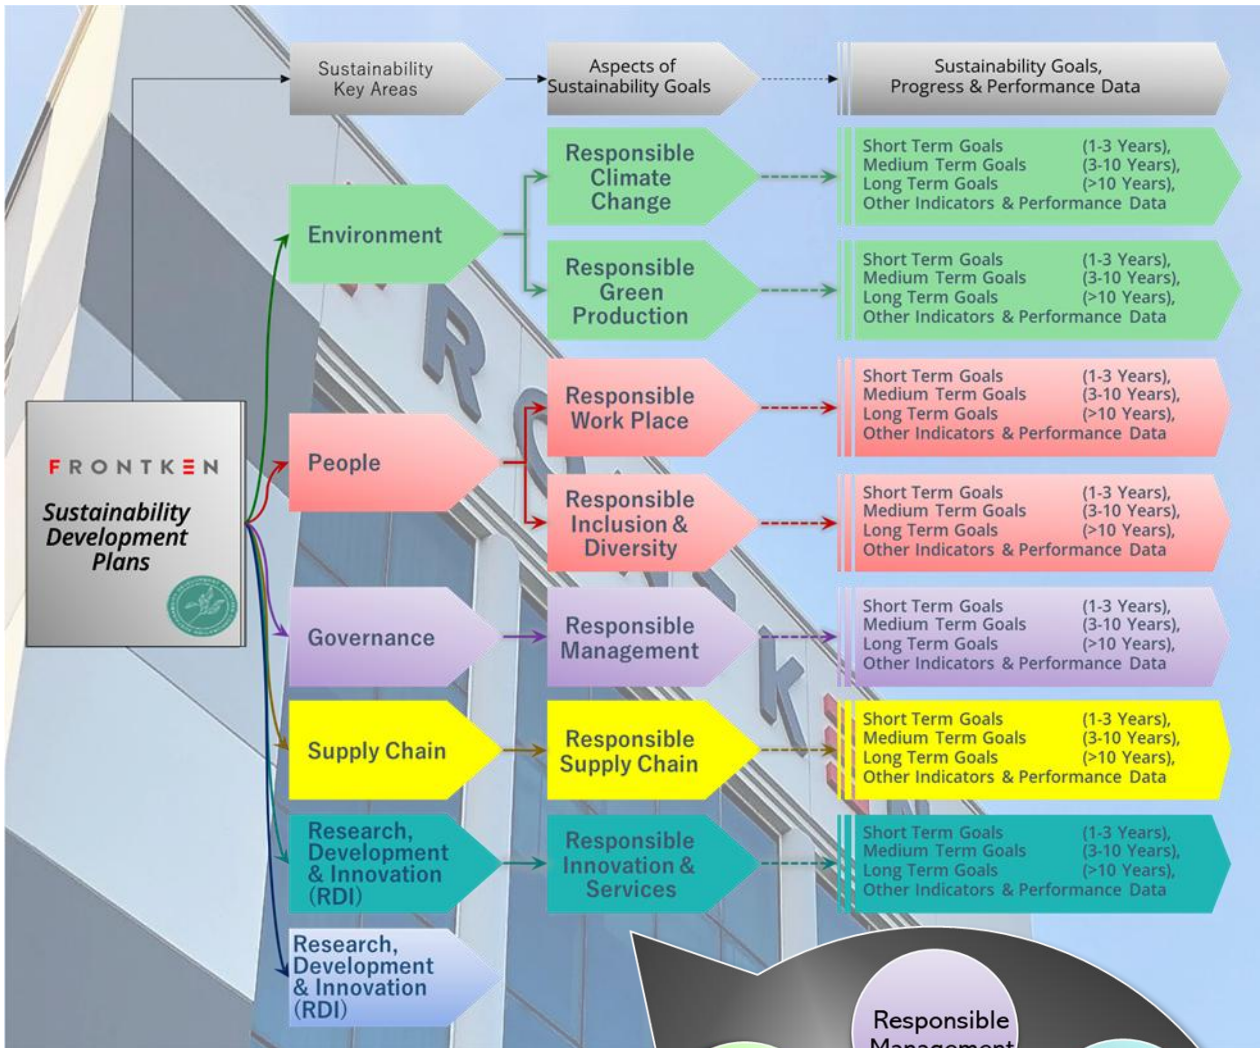 Sustainability
Key Areas
Aspects of
Sustainability Goals
Sustainability Goals,
Progress & Performance Data
Environment
Responsible
Climate
Change
Short Term Goals (1-3 Years),
Medium Term Goals (3-10 Years),
Long Term Goals (>10 Years),
Other Indicators & Performance Data
Responsible
Green
Production
Short Term Goals (1-3 Years),
Medium Term Goals (3-10 Years),
Long Term Goals (>10 Years),
Other Indicators & Performance Data
FRONTKEN
Sustainability
Development
Plans
People
Responsible
Work Place
Short Term Goals (1-3 Years),
Medium Term Goals (3-10 Years),
Long Term Goals (>10 Years),
Other Indicators & Performance Data
Responsible
Inclusion &
Diversity
Short Term Goals (1-3 Years),
Medium Term Goals (3-10 Years),
Long Term Goals (>10 Years),
Other Indicators & Performance Data
Governance
Responsible
Management
Short Term Goals (1-3 Years),
Medium Term Goals (3-10 Years),
Long Term Goals (>10 Years),
Other Indicators & Performance Data
Supply Chain
Responsible
Supply Chain
Short Term Goals (1-3 Years),
Medium Term Goals (3-10 Years),
Long Term Goals (>10 Years),
Other Indicators & Performance Data
Research,
Development
& Innovation
(RDI)
Responsible
Innovation &
Services
Short Term Goals (1-3 Years),
Medium Term Goals (3-10 Years),
Long Term Goals (>10 Years),
Other Indicators & Performance Data
Research,
Development
& Innovation
(RDI)
Responsible
Management